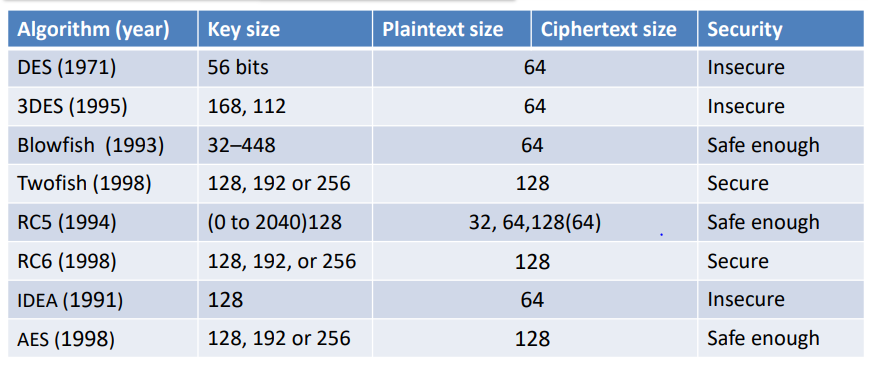 Algorithm (year) Key size Plaintext size Ciphertext size Security
DES (1971) 56 bits 64 Insecure
3DES (1995) 168, 112 64 Insecure
Blowfish (1993) 32–448 64 Safe enough
Twofish (1998) 128, 192 or 256 128 Secure
RC5 (1994) (0 to 2040)128 32, 64,128(64) Safe enough
RC6 (1998) 128, 192, or 256 128 Secure
IDEA (1991) 128 64 Insecure
AES (1998) 128, 192 or 256 128 Safe enough